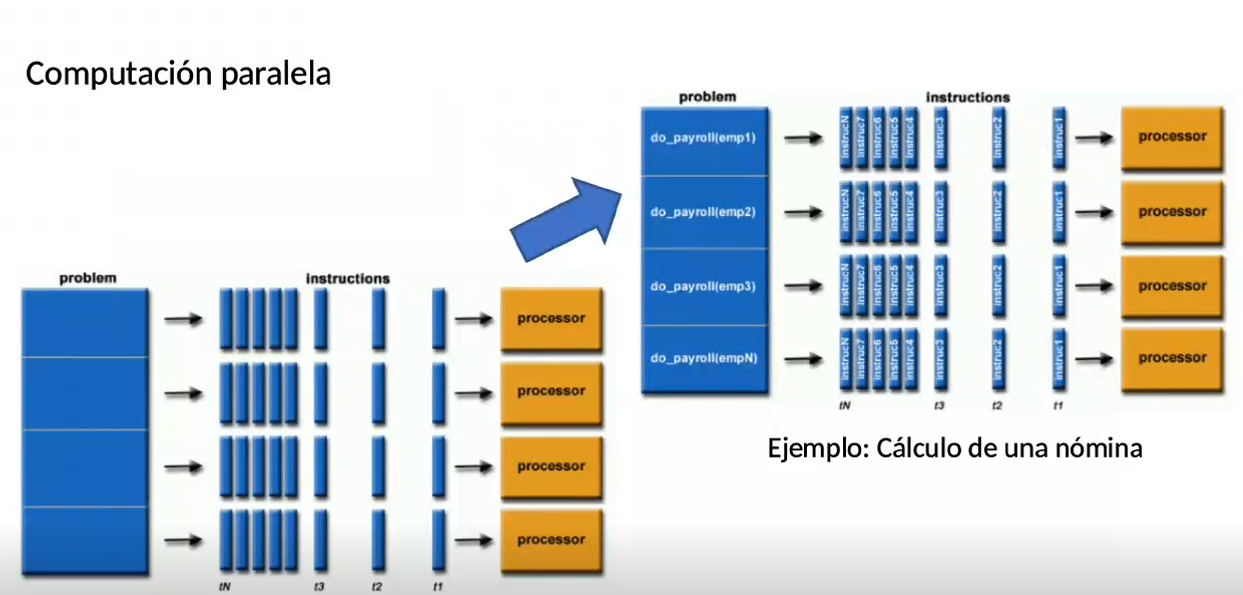 Computación paralela
problem
instructions
do_payroll(emp1)
instrucN
instruc7
instruc6
instruc5
instruc4
instruc3
instruc2
instruc1
processor
do_payroll(emp2)
instrucN
instruc7
instruc6
instruc5
instruc4
instruc3
instruc2
instruc1
processor
do_payroll(emp3)
instrucN
instruc7
instruc6
instruc5
instruc4
instruc3
instruc2
instruc1
processor
do_payroll(empN)
instrucN
instruc7
instruc6
instruc5
instruc4
instruc3
instruc2
instruc1
processor
tN t3 t2 t1
Ejemplo: Cálculo de una nómina
problem
instructions
processor
processor
processor
processor
tN t3 t2 t1